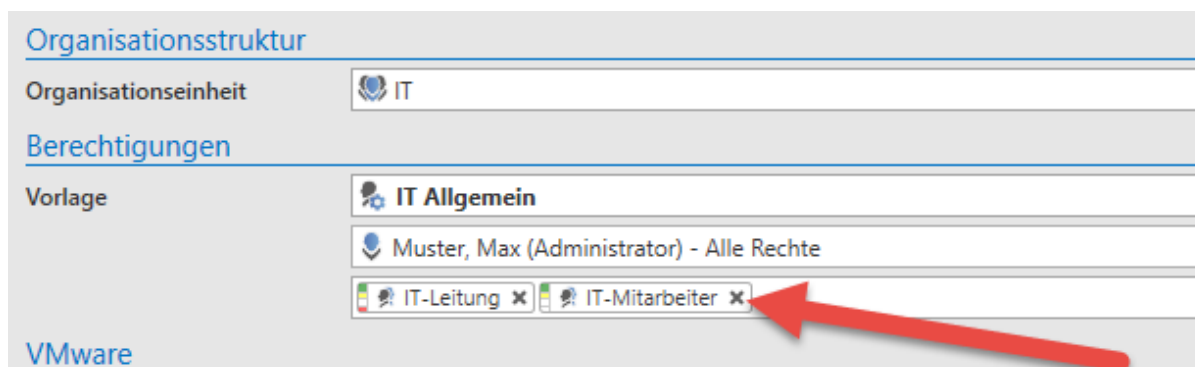 Organisationsstruktur
Organisationseinheit IT
Berechtigungen
Vorlage IT Allgemein
Muster, Max (Administrator) - Alle Rechte
IT-Leitung IT-Mitarbeiter
VMware